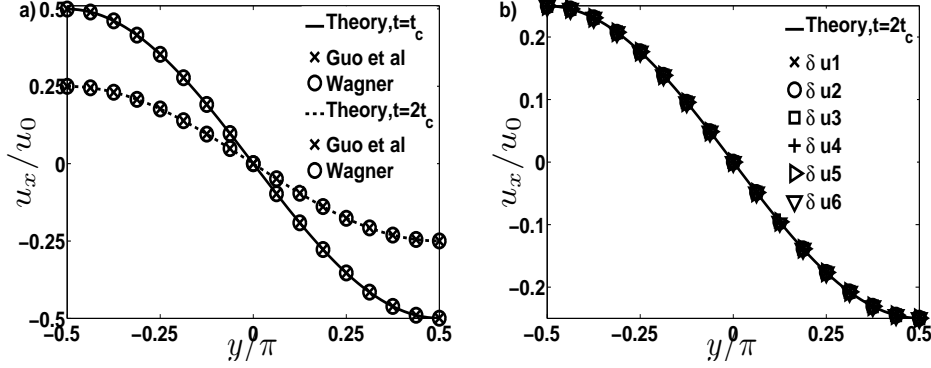 a)
0.5
0.25
0
−0.25
−0.5
−0.5
−0.25
0
0.25
0.5
u_x/u_0
y/π
Theory,t=t_c
Guo et al
Wagner
Theory,t=2t_c
Guo et al
Wagner
b)
0.2
0.1
0
−0.1
−0.2
−0.5
−0.25
0
0.25
0.5
u_x/u_0
y/π
Theory,t=2t_c
δ u1
δ u2
δ u3
δ u4
δ u5
δ u6